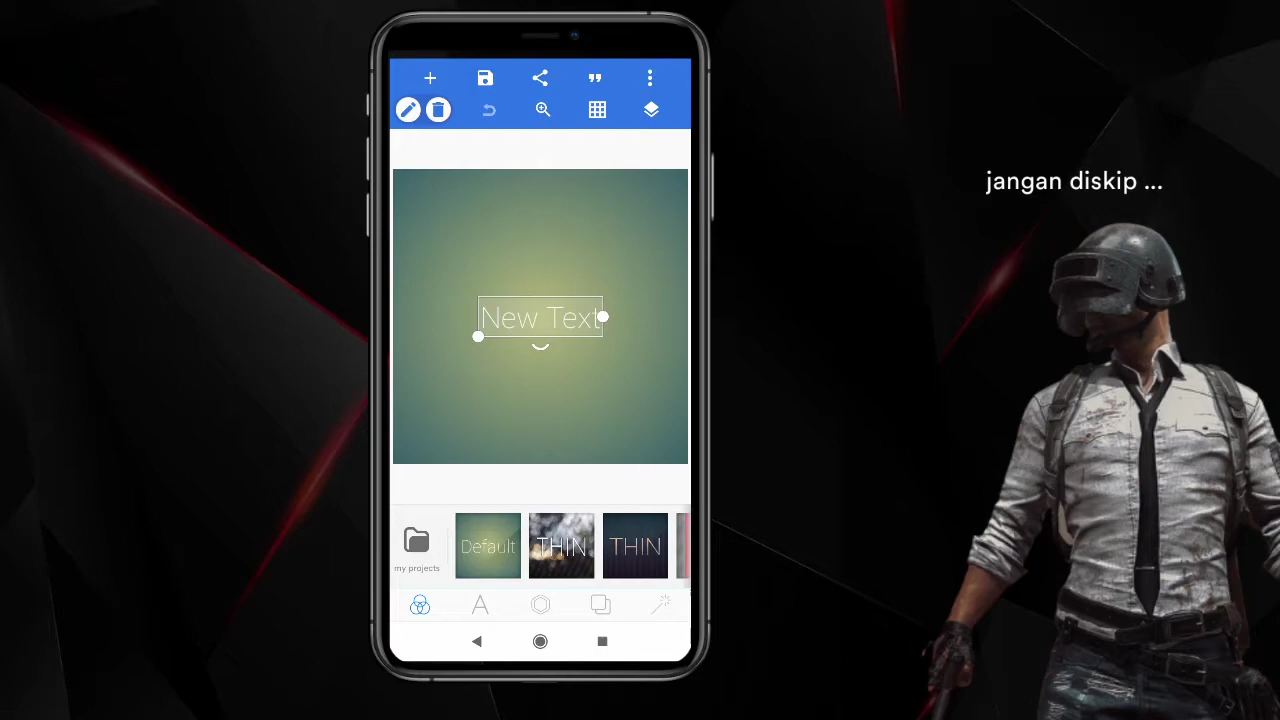 jangan diskip ...
New Text
Default
THIN
THIN
my projects